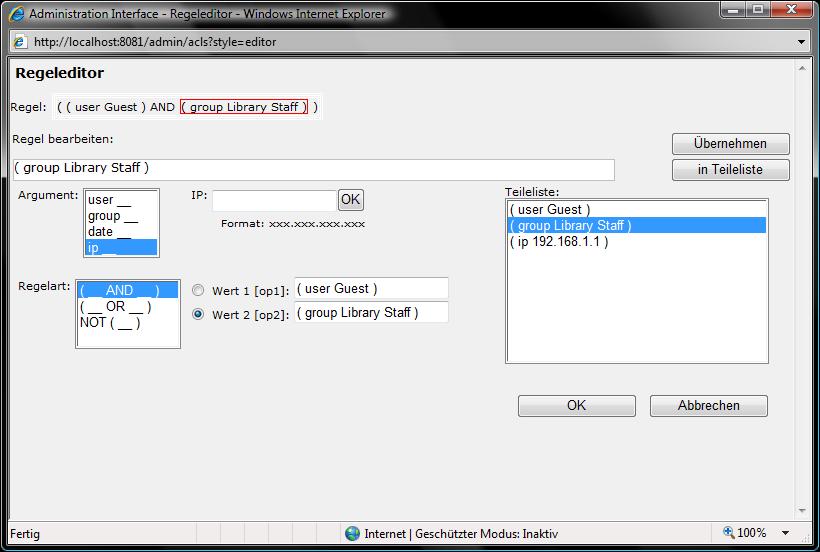 Administration Interface - Regeleditor - Windows Internet Explorer
http://localhost:8081/admin/acls?style=editor
Regeleditor
Regel: ( ( user Guest ) AND ( group Library Staff ) )
Regel bearbeiten:
Übernehmen
( group Library Staff )
in Teileliste
Argument:
user __
group __
date __
ip __
IP:
OK
Format: xxx.xxx.xxx.xxx
Teileliste:
( user Guest )
( group Library Staff )
( ip 192.168.1.1 )
Regelart:
( __ AND __ )
( __ OR __ )
NOT ( __ )
Wert 1 [op1]: ( user Guest )
Wert 2 [op2]: ( group Library Staff )
OK
Abbrechen
Fertig
Internet | Geschützter Modus: Inaktiv
100%